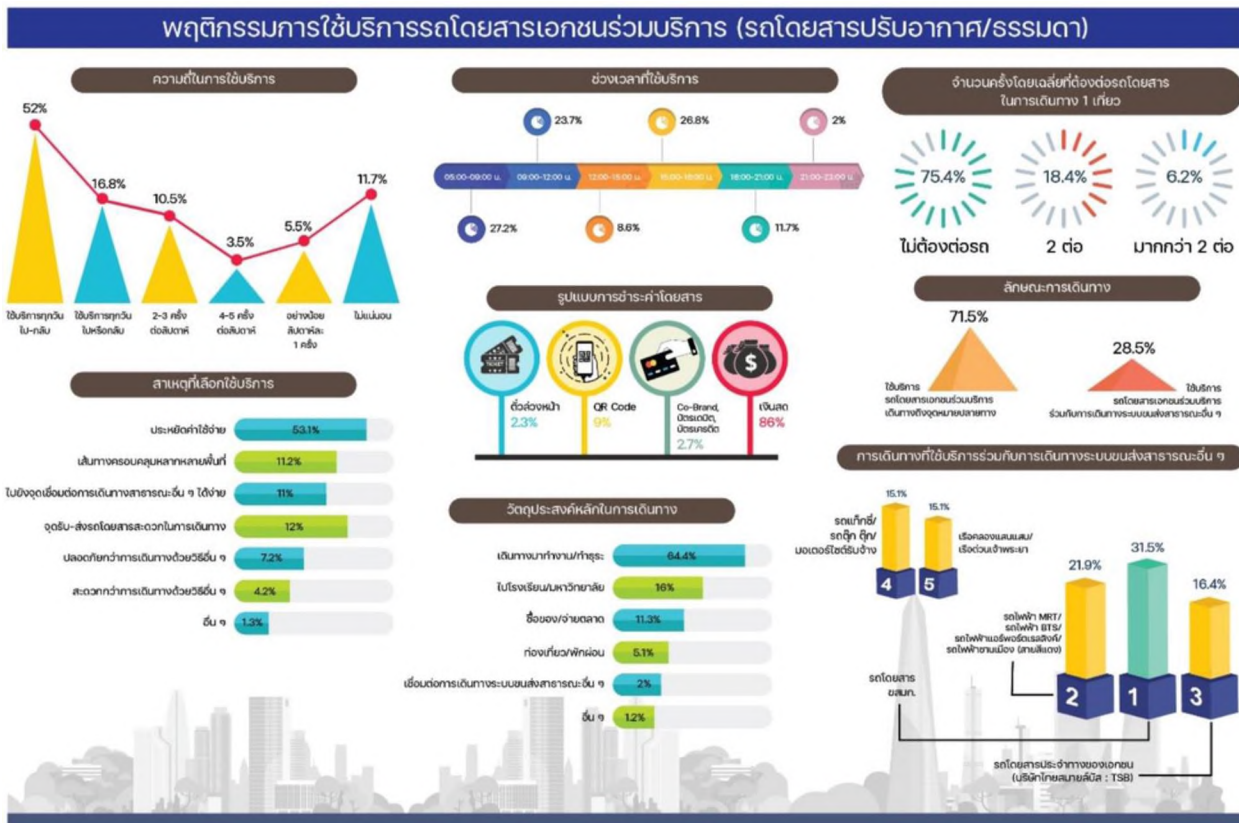 พฤติกรรมการใช้บริการรถโดยสารเอกชนร่วมบริการ (รถโดยสารปรับอากาศ/ธรรมดา)
ความถี่ในการใช้บริการ
52%
16.8%
10.5%
3.5%
5.5%
11.7%
ใช้บริการทุกวัน
ไป-กลับ
ใช้บริการทุกวัน
ไปหรือกลับ
2-3 ครั้ง
ต่อสัปดาห์
4-5 ครั้ง
ต่อสัปดาห์
อย่างน้อย
สัปดาห์ละ
1 ครั้ง
ไม่แน่นอน
สาเหตุที่เลือกใช้บริการ
ประหยัดค่าใช้จ่าย
53.1%
เส้นทางครอบคลุมหลากหลายพื้นที่
11.2%
ไปยังจุดเชื่อมต่อการเดินทางสาธารณะอื่น ๆ ได้ง่าย
11%
จุดรับ-ส่งรถโดยสารสะดวกในการเดินทาง
12%
ปลอดภัยกว่าการเดินทางด้วยวิธีอื่น ๆ
7.2%
สะดวกกว่าการเดินทางด้วยวิธีอื่น ๆ
4.2%
อื่น ๆ
1.3%
ช่วงเวลาที่ใช้บริการ
23.7%
26.8%
2%
05:00-09:00 น.
09:00-12:00 น.
12:00-15:00 น.
21:00-23:00 น.
27.2%
8.6%
11.7%
รูปแบบการชำระค่าโดยสาร
TICKET
$
ตั๋วล่วงหน้า
2.3%
QR Code
9%
Co-Brand,
บัตรเดบิต,
บัตรเครดิต
2.7%
เงินสด
86%
วัตถุประสงค์หลักในการเดินทาง
เดินทางมาทำงาน/ทำธุระ
64.4%
ไปโรงเรียน/มหาวิทยาลัย
16%
ซื้อของ/จ่ายตลาด
11.3%
ท่องเที่ยว/พักผ่อน
5.1%
เชื่อมต่อการเดินทางระบบขนส่งสาธารณะอื่น ๆ
2%
อื่น ๆ
1.2%
จำนวนครั้งโดยเฉลี่ยที่ต้องต่อรถโดยสาร
ในการเดินทาง 1 เที่ยว
75.4%
18.4%
6.2%
ไม่ต้องต่อรถ
2 ต่อ
มากกว่า 2 ต่อ
ลักษณะการเดินทาง
71.5%
ใช้บริการ
รถโดยสารเอกชนร่วมบริการ
เดินทางถึงจุดหมายปลายทาง
28.5%
ใช้บริการ
รถโดยสารเอกชนร่วมบริการ
ร่วมกับการเดินทางระบบขนส่งสาธารณะอื่น ๆ
การเดินทางที่ใช้บริการร่วมกับการเดินทางระบบขนส่งสาธารณะอื่น ๆ
15.1%
15.1%
รถแท็กซี่/
รถตุ๊ก ตุ๊ก/
มอเตอร์ไซต์รับจ้าง
เรือคลองแสนแสบ/
เรือด่วนเจ้าพระยา
4
5
21.9%
31.5%
16.4%
รถไฟฟ้า MRT/
รถไฟฟ้า BTS/
รถไฟฟ้าแอร์พอร์ตเรลลิงค์/
รถไฟฟ้าชานเมือง (สายสีแดง)
2
1
3
รถโดยสาร
ขสมก.
รถโดยสารประจำทางของเอกชน
(บริษัทไทยสมายล์บัส : TSB)